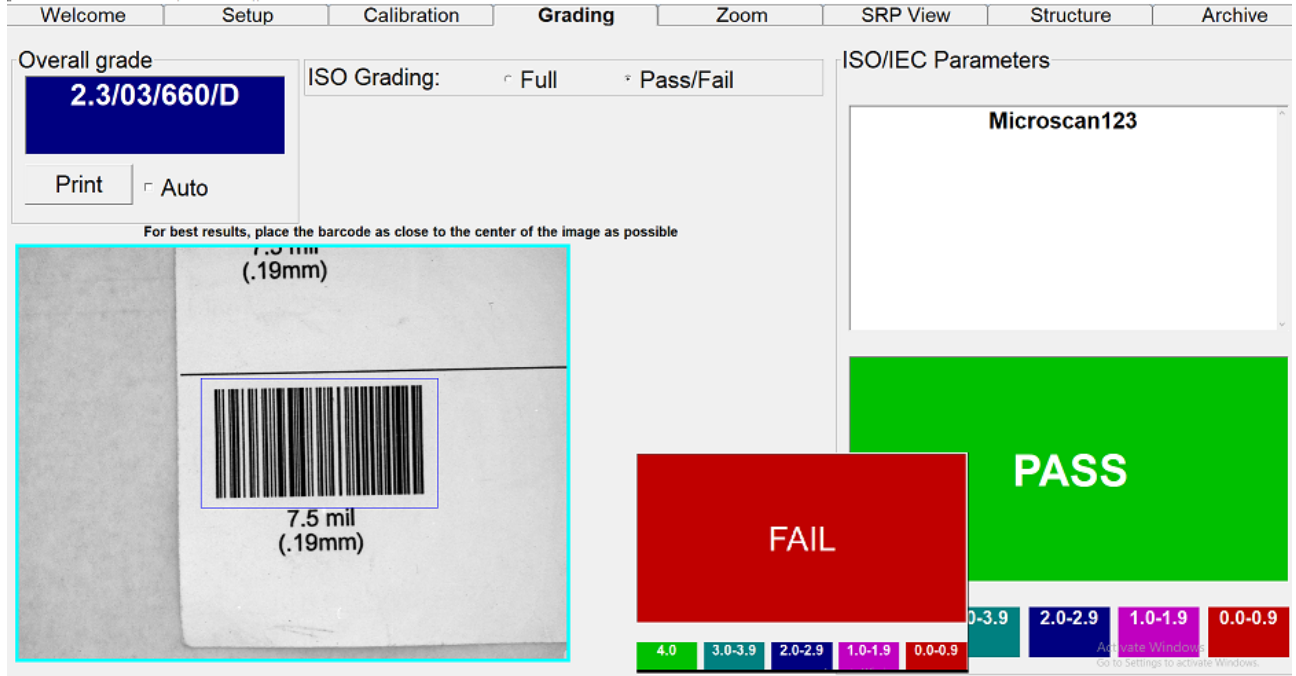 Welcome
Setup
Calibration
Grading
Zoom
SRP View
Structure
Archive
Overall grade
2.3/03/660/D
ISO Grading:
Full
Pass/Fail
ISO/IEC Parameters
Microscan123
Print
Auto
For best results, place the barcode as close to the center of the image as possible
7.5 mil
(.19mm)
7.5 mil
(.19mm)
PASS
FAIL
4.0
3.0-3.9
2.0-2.9
1.0-1.9
0.0-0.9
0-3.9
2.0-2.9
1.0-1.9
0.0-0.9
Activate Windows
Go to Settings to activate Windows.